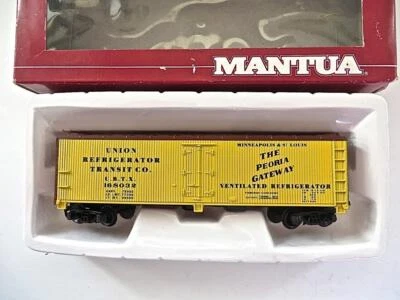 MANTUA
UNION
REFRIGERATOR
TRANSIT CO.
U.R.T.X.
168032
MINNEAPOLIS & ST LOUIS
THE
PEORIA
GATEWAY
VENTILATED REFRIGERATOR